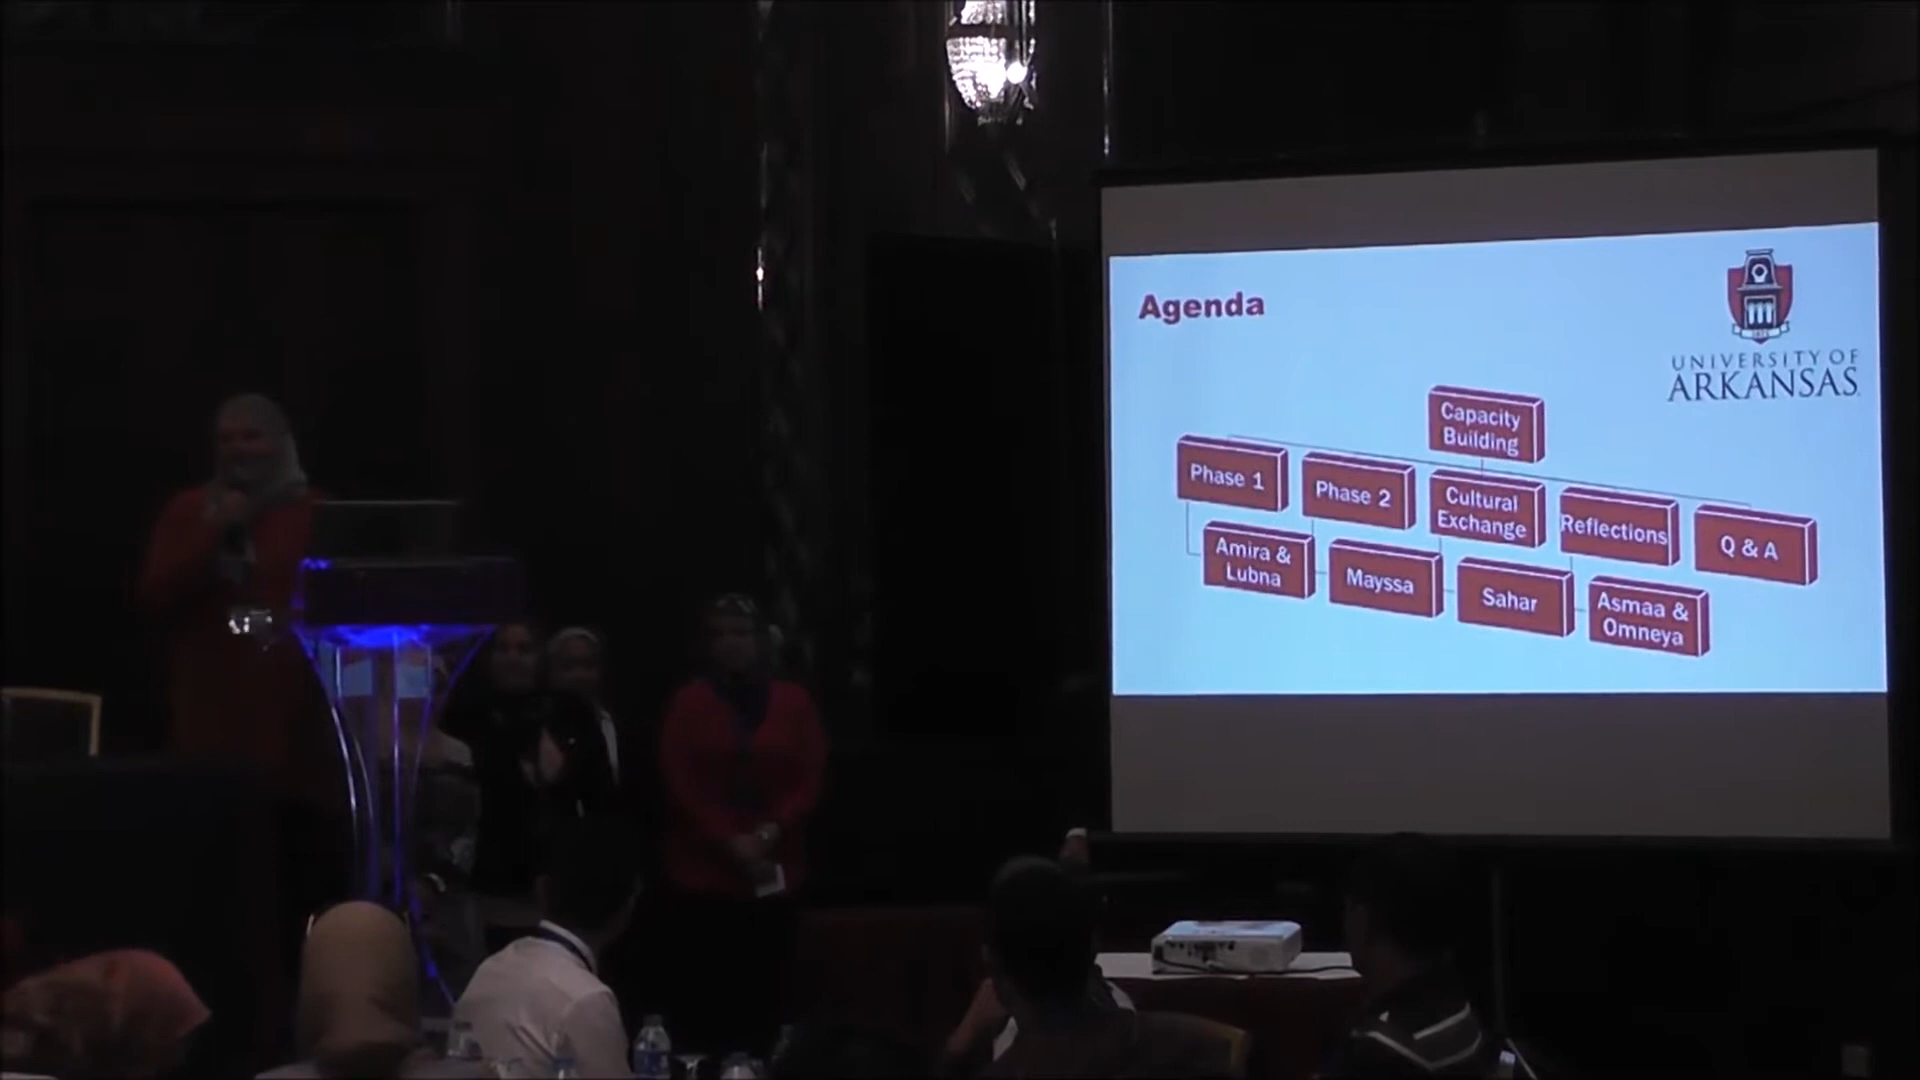 Agenda
UNIVERSITY OF
ARKANSAS
Capacity
Building
Phase 1
Phase 2
Cultural
Exchange
Reflections
Q & A
Amira &
Lubna
Mayssa
Sahar
Asmaa &
Omneya